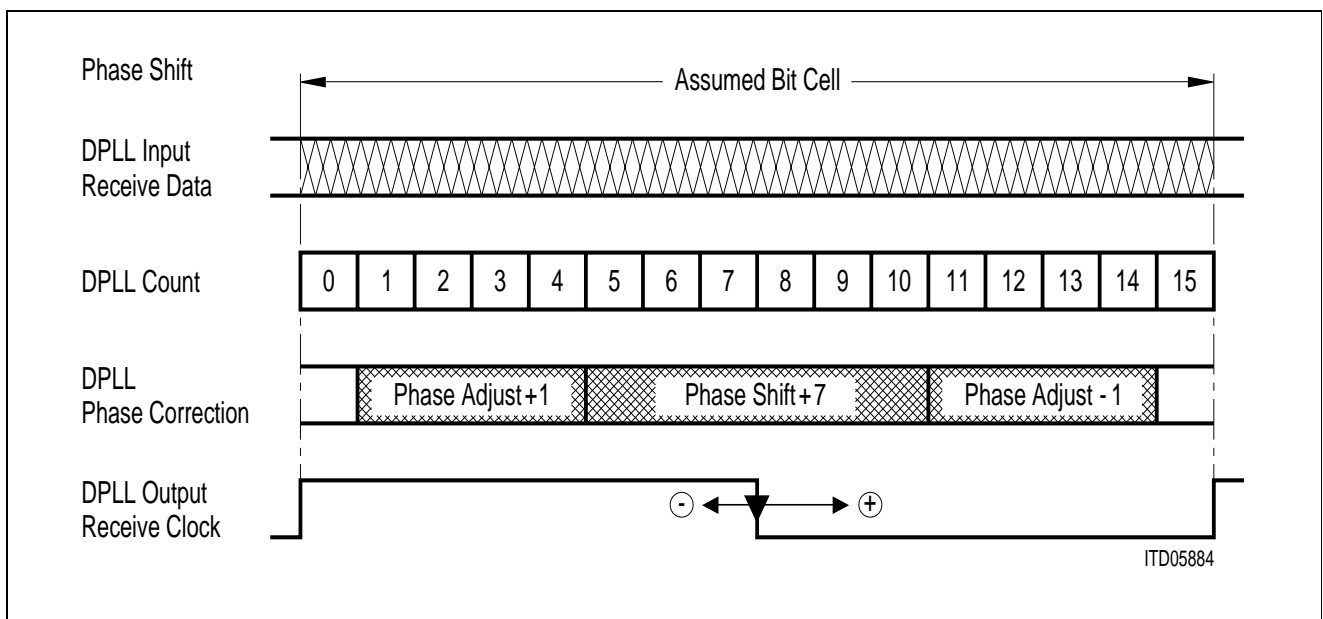 Phase Shift
Assumed Bit Cell
DPLL Input
Receive Data
DPLL Count
0 1 2 3 4 5 6 7 8 9 10 11 12 13 14 15
DPLL
Phase Correction
Phase Adjust +1 Phase Shift +7 Phase Adjust - 1
DPLL Output
Receive Clock
- +
ITD05884